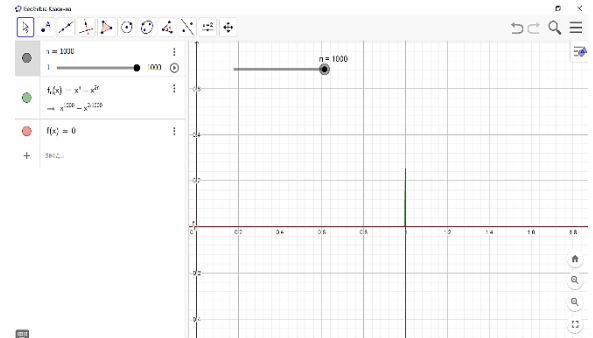 GeoGebra Классик
n = 1000
1 1000
fₙ(x) = xⁿ − x²ⁿ
→ x¹⁰⁰⁰ − x²·¹⁰⁰⁰
f(x) = 0
Ввод...
n = 1000
0.6
0.4
0.2
0 0.2 0.4 0.6 0.8 1 1.2 1.4 1.6 1.8
-0.2
-0.4